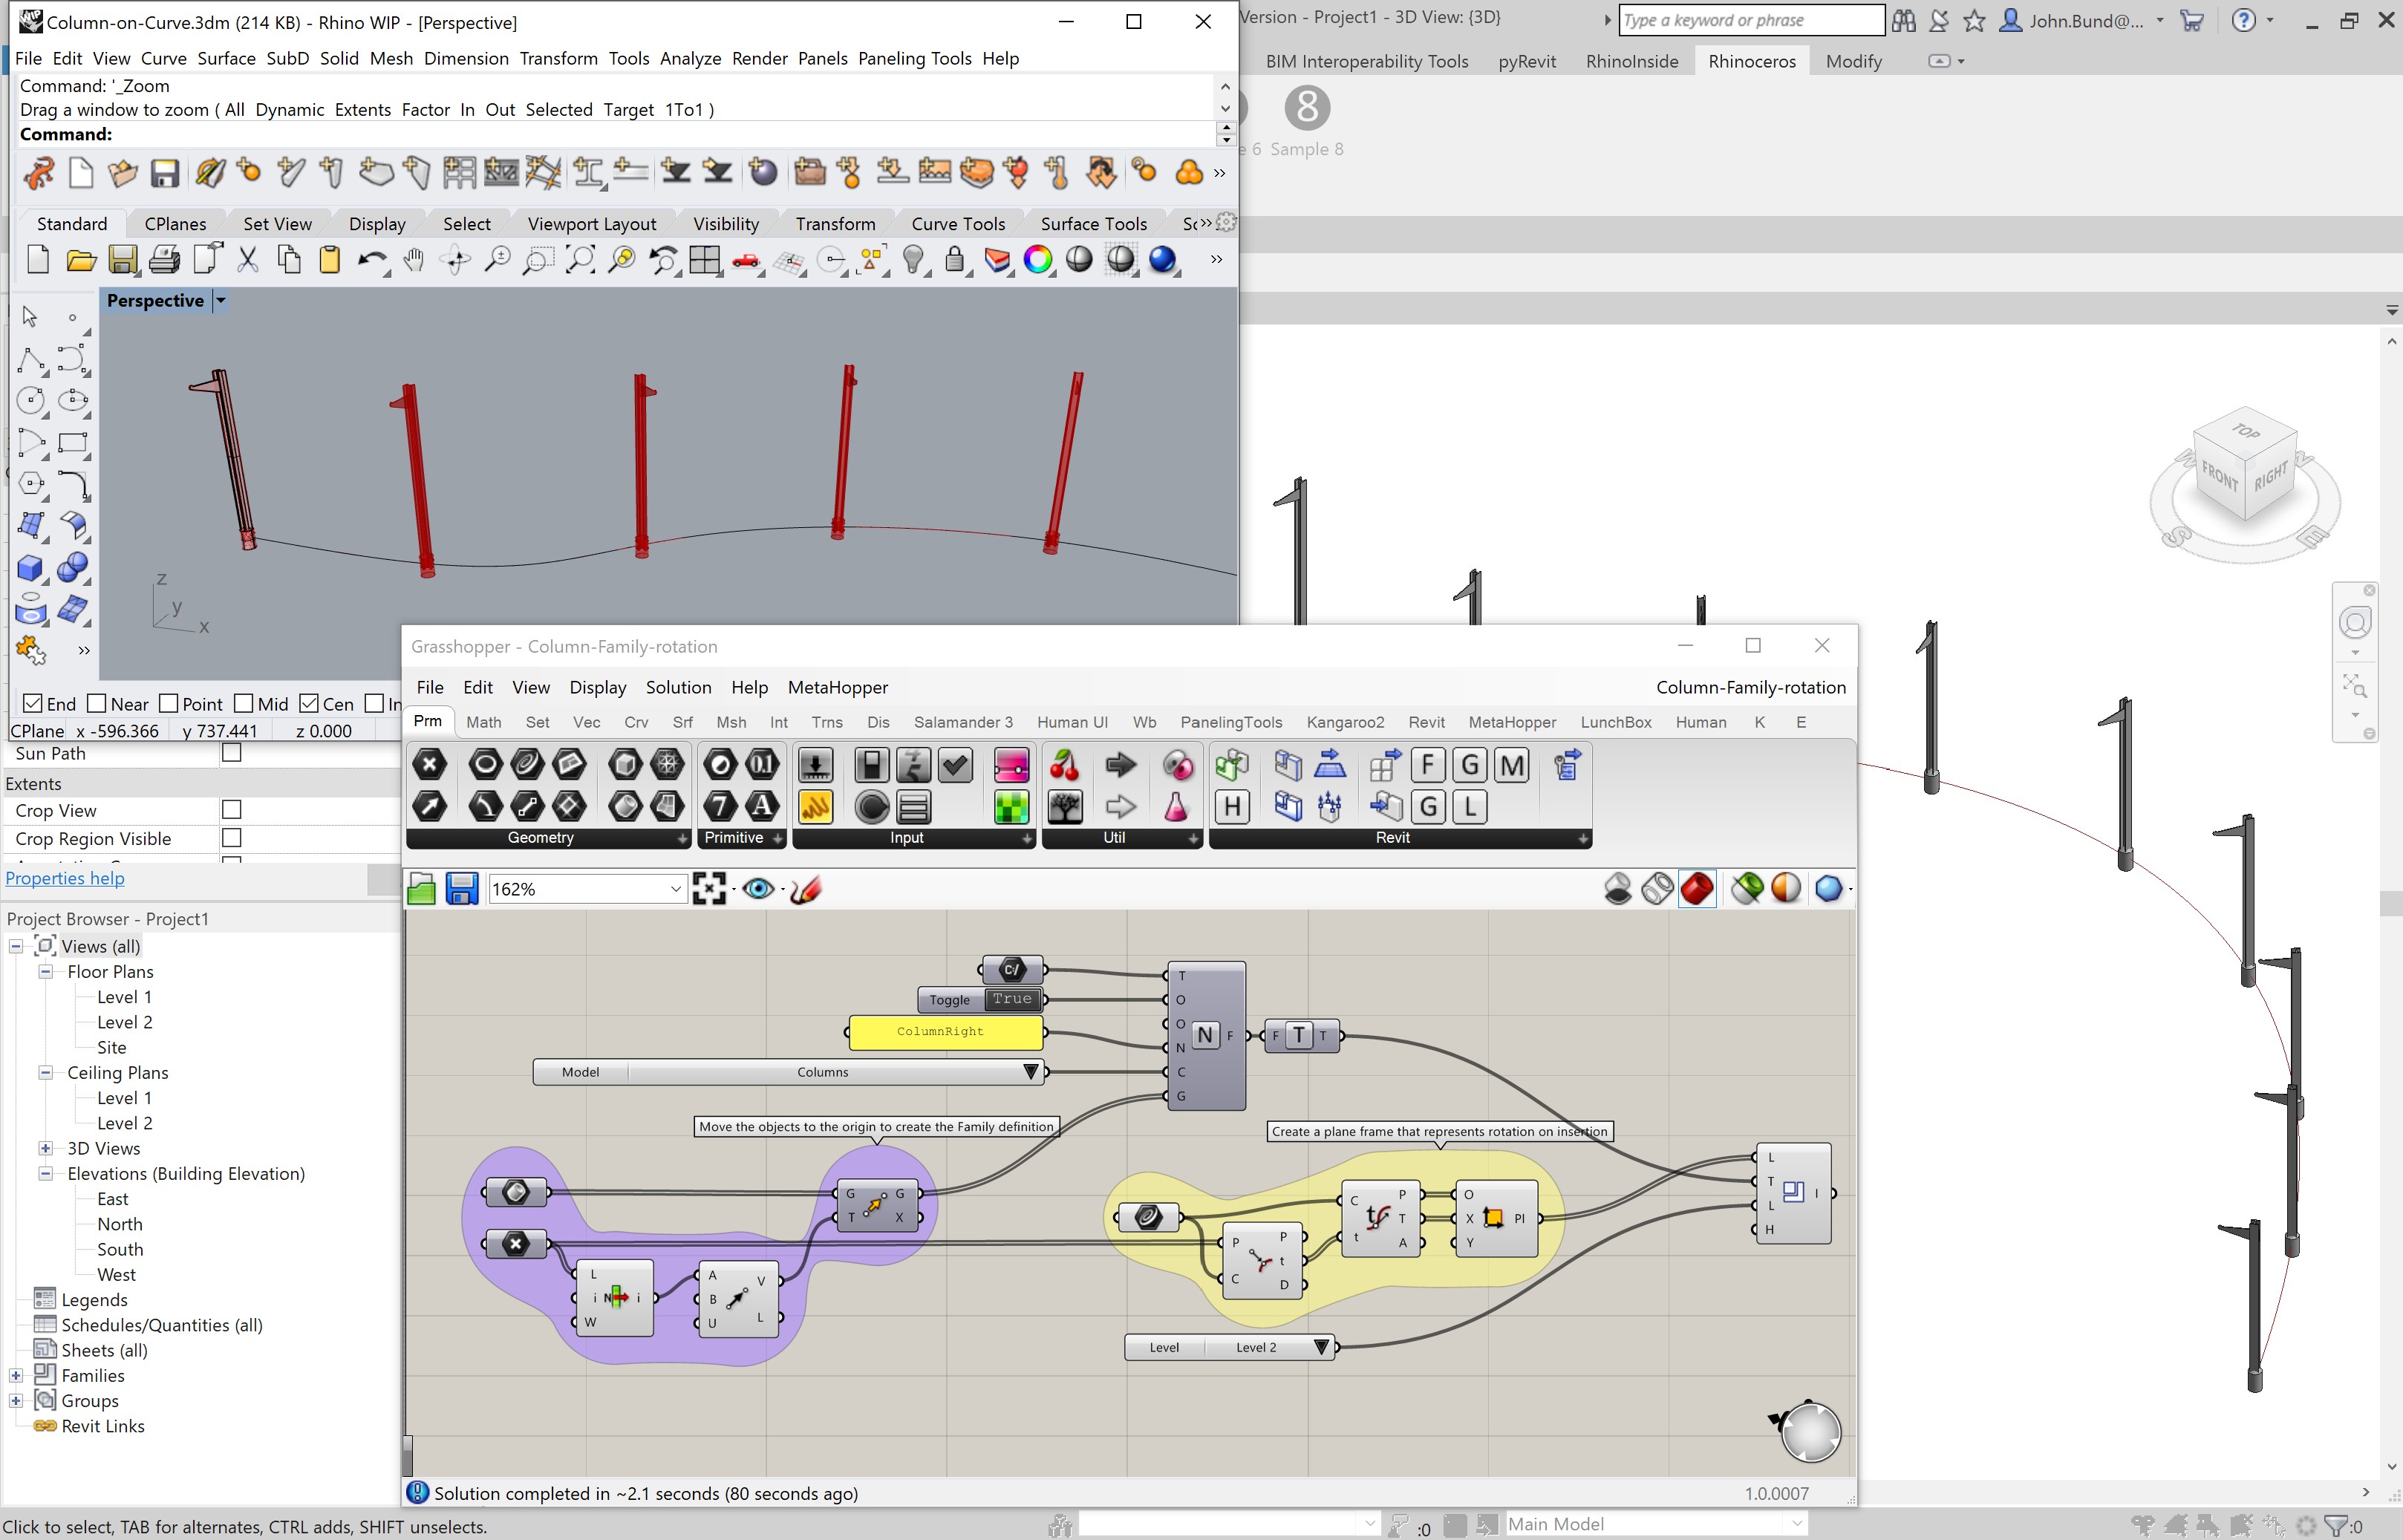 Column-on-Curve.3dm (214 KB) - Rhino WIP - [Perspective]
File Edit View Curve Surface SubD Solid Mesh Dimension Transform Tools Analyze Render Panels Paneling Tools Help
Command: '_Zoom
Drag a window to zoom ( All Dynamic Extents Factor In Out Selected Target 1To1 )
Command:
Standard CPlanes Set View Display Select Viewport Layout Visibility Transform Curve Tools Surface Tools
Perspective
z
y
x
End Near Point Mid Cen
CPlane x -596.366 y 737.441 z 0.000
Version - Project1 - 3D View: {3D}
Type a keyword or phrase
John.Bund@...
BIM Interoperability Tools pyRevit RhinoInside Rhinoceros Modify
8
e 6 Sample 8
TOP
FRONT
RIGHT
W
S
E
Sun Path
Extents
Crop View
Crop Region Visible
Properties help
Project Browser - Project1
Views (all)
Floor Plans
Level 1
Level 2
Site
Ceiling Plans
Level 1
Level 2
3D Views
Elevations (Building Elevation)
East
North
South
West
Legends
Schedules/Quantities (all)
Sheets (all)
Families
Groups
Revit Links
Grasshopper - Column-Family-rotation
File Edit View Display Solution Help MetaHopper
Column-Family-rotation
Prm Math Set Vec Crv Srf Msh Int Trns Dis Salamander 3 Human UI Wb PanelingTools Kangaroo2 Revit MetaHopper LunchBox Human K E
F G M
H G L
Geometry
Primitive
Input
Util
Revit
162%
C:/
Toggle True
ColumnRight
Model Columns
T
O
O
N
C
G
N
F
F T T
Move the objects to the origin to create the Family definition
Create a plane frame that represents rotation on insertion
G G
T X
L
i N i
W
A V
B
U L
P P
t
C D
C P
T
t A
O
X Pl
Y
Level Level 2
L
T
L
H
I
Solution completed in ~2.1 seconds (80 seconds ago)
1.0.0007
Click to select, TAB for alternates, CTRL adds, SHIFT unselects.
:0
Main Model
:0